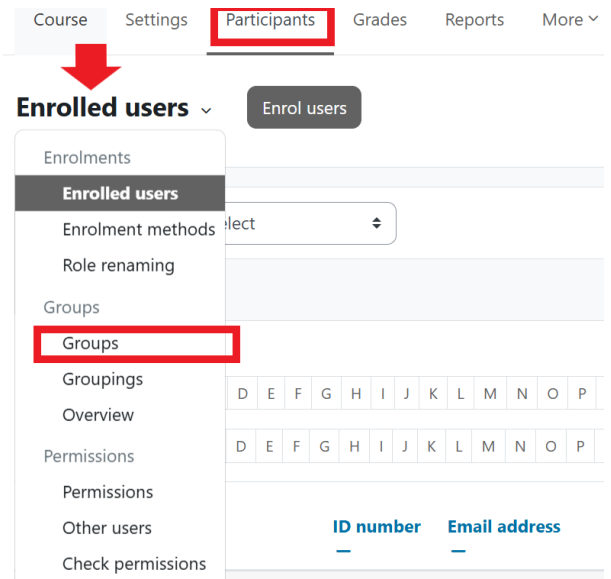 Course Settings Participants Grades Reports More
Enrolled users Enrol users
Enrolments
Enrolled users
Enrolment methods
elect
Role renaming
Groups
Groups
Groupings
D E F G H I J K L M N O P
Overview
D E F G H I J K L M N O P
Permissions
Permissions
Other users
ID number Email address
Check permissions